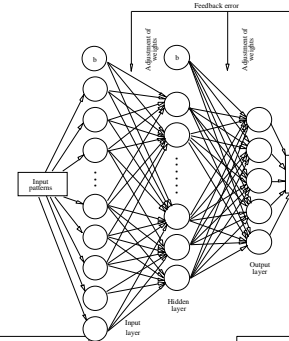 Feedback error
Adjustment of
weights
Adjustment of
weights
b
b
Input
patterns
Input
layer
Hidden
layer
Output
layer